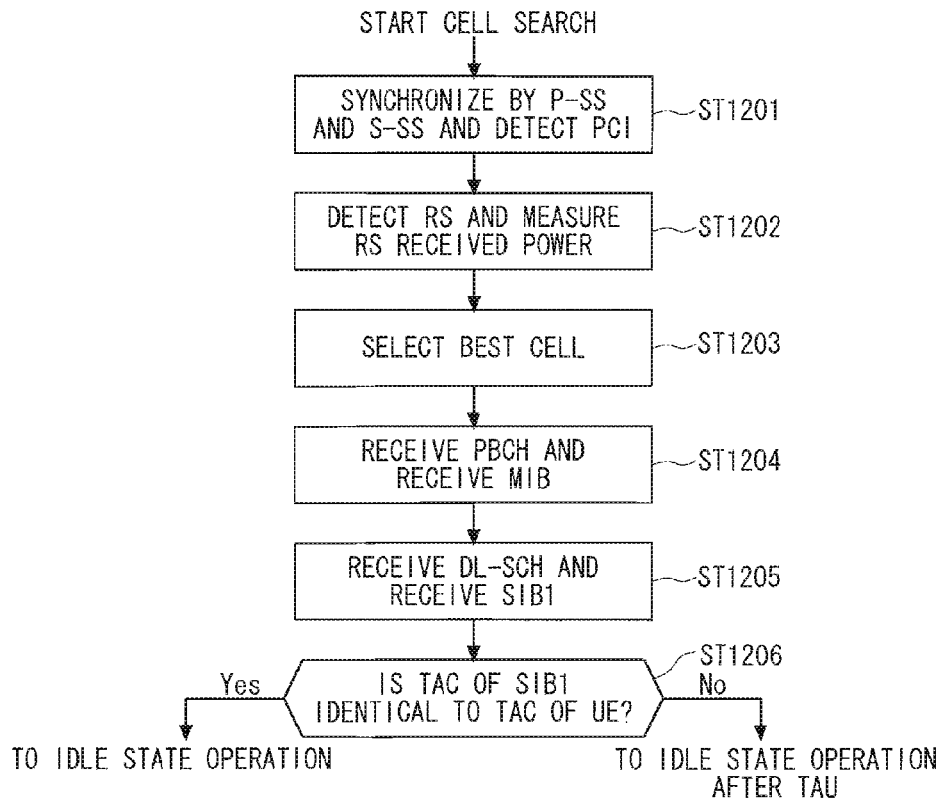 START CELL SEARCH
SYNCHRONIZE BY P-SS
AND S-SS AND DETECT PCI
ST1201
DETECT RS AND MEASURE
RS RECEIVED POWER
ST1202
SELECT BEST CELL
ST1203
RECEIVE PBCH AND
RECEIVE MIB
ST1204
RECEIVE DL-SCH AND
RECEIVE SIB1
ST1205
ST1206
IS TAC OF SIB1
IDENTICAL TO TAC OF UE?
Yes
No
TO IDLE STATE OPERATION
TO IDLE STATE OPERATION
AFTER TAU